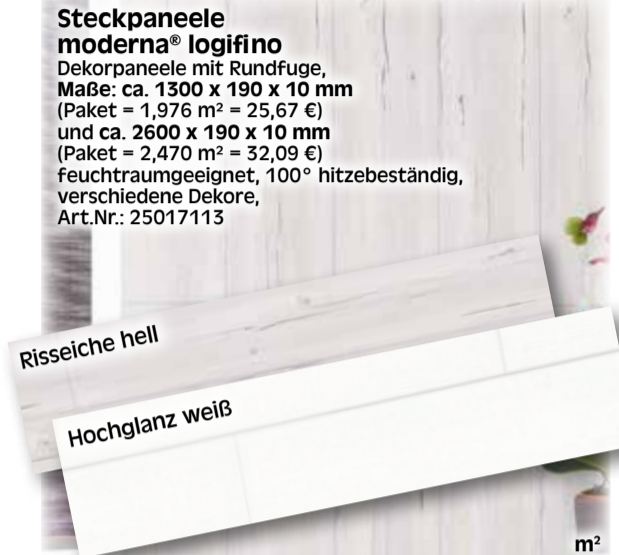 Steckpaneele
moderna® logifino
Dekorpaneele mit Rundfuge,
Maße: ca. 1300 x 190 x 10 mm
(Paket = 1,976 m² = 25,67 €)
und ca. 2600 x 190 x 10 mm
(Paket = 2,470 m² = 32,09 €)
feuchtraumgeeignet, 100° hitzebeständig,
verschiedene Dekore,
Art.Nr.: 25017113
Risseiche hell
Hochglanz weiß
m²